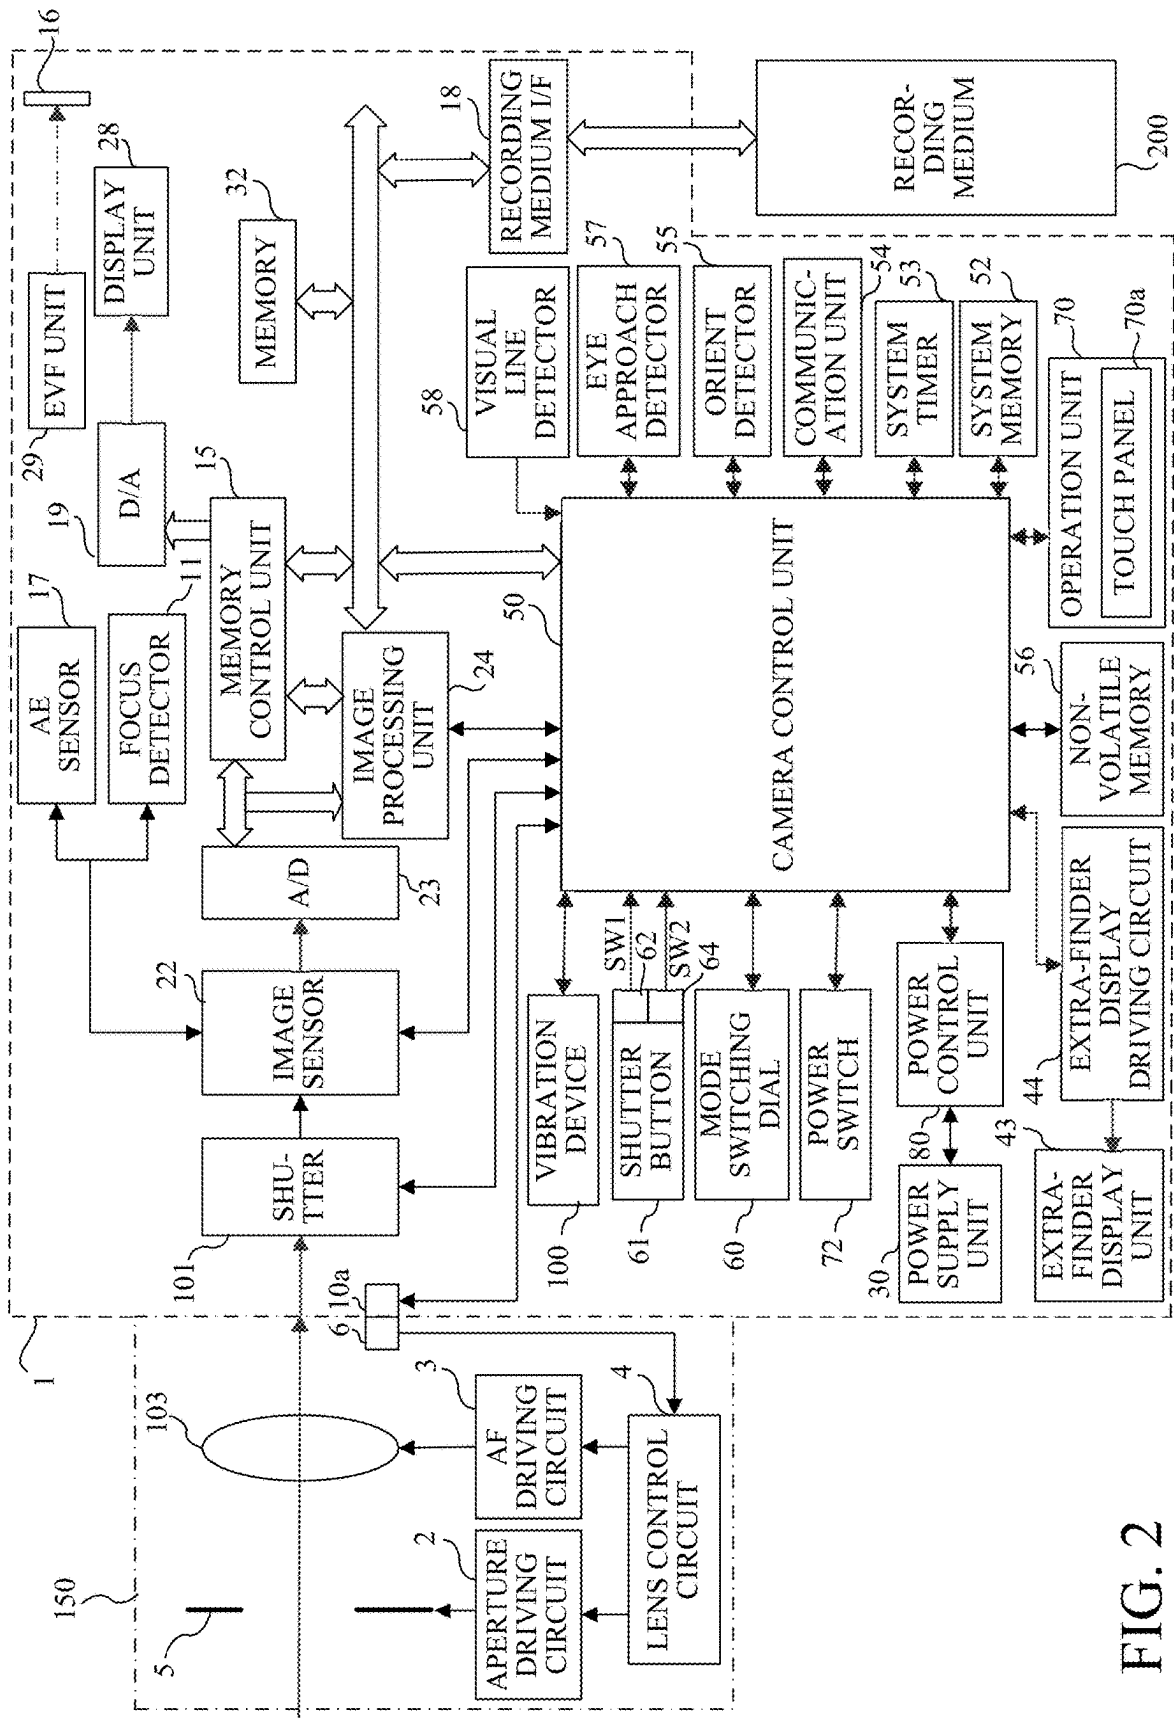 150
5
103
1
APERTURE
DRIVING
CIRCUIT
2
AF
DRIVING
CIRCUIT
3
LENS CONTROL
CIRCUIT
4
6
10a
SHU-
TTER
101
IMAGE
SENSOR
22
A/D
23
AE
SENSOR
17
FOCUS
DETECTOR
11
MEMORY
CONTROL UNIT
15
IMAGE
PROCESSING
UNIT
24
D/A
19
EVF UNIT
29
16
DISPLAY
UNIT
28
MEMORY
32
RECORDING
MEDIUM I/F
18
RECOR-
DING
MEDIUM
200
VIBRATION
DEVICE
100
SHUTTER
BUTTON
61
SW1
62
SW2
64
MODE
SWITCHING
DIAL
60
POWER
SWITCH
72
POWER
SUPPLY
UNIT
30
POWER
CONTROL
UNIT
80
EXTRA-
FINDER
DISPLAY
UNIT
43
EXTRA-FINDER
DISPLAY
DRIVING CIRCUIT
44
CAMERA CONTROL UNIT
50
VISUAL
LINE
DETECTOR
58
EYE
APPROACH
DETECTOR
57
ORIENT
DETECTOR
55
COMMUNIC-
ATION UNIT
54
SYSTEM
TIMER
53
SYSTEM
MEMORY
52
NON-
VOLATILE
MEMORY
56
OPERATION UNIT
70
TOUCH PANEL
70a
FIG. 2